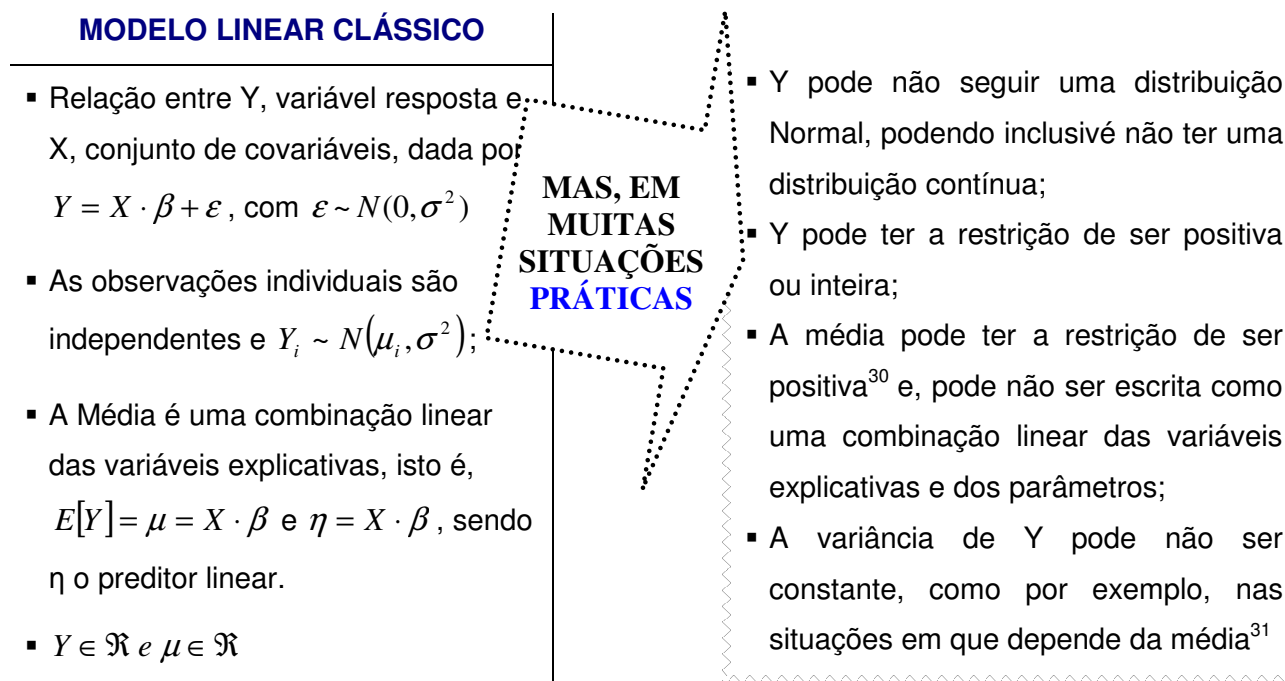 MODELO LINEAR CLÁSSICO
▪ Relação entre Y, variável resposta e
X, conjunto de covariáveis, dada por
Y = X · β + ε , com ε ~ N(0, σ²)
▪ As observações individuais são
independentes e Yᵢ ~ N(μᵢ, σ²);
▪ A Média é uma combinação linear
das variáveis explicativas, isto é,
E[Y] = μ = X · β e η = X · β , sendo
η o preditor linear.
▪ Y ∈ ℜ e μ ∈ ℜ
MAS, EM
MUITAS
SITUAÇÕES
PRÁTICAS
▪ Y pode não seguir uma distribuição
Normal, podendo inclusivé não ter uma
distribuição contínua;
▪ Y pode ter a restrição de ser positiva
ou inteira;
▪ A média pode ter a restrição de ser
positiva³⁰ e, pode não ser escrita como
uma combinação linear das variáveis
explicativas e dos parâmetros;
▪ A variância de Y pode não ser
constante, como por exemplo, nas
situações em que depende da média³¹